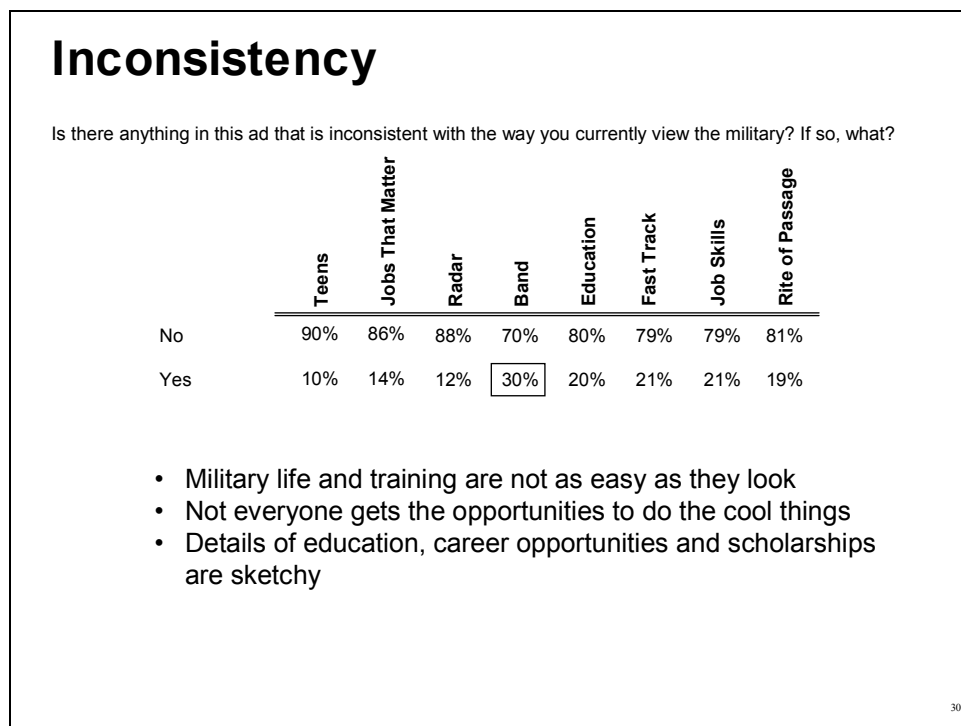 Inconsistency
Is there anything in this ad that is inconsistent with the way you currently view the military? If so, what?
Teens Jobs That Matter Radar Band Education Fast Track Job Skills Rite of Passage
No 90% 86% 88% 70% 80% 79% 79% 81%
Yes 10% 14% 12% 30% 20% 21% 21% 19%
• Military life and training are not as easy as they look
• Not everyone gets the opportunities to do the cool things
• Details of education, career opportunities and scholarships
are sketchy
30